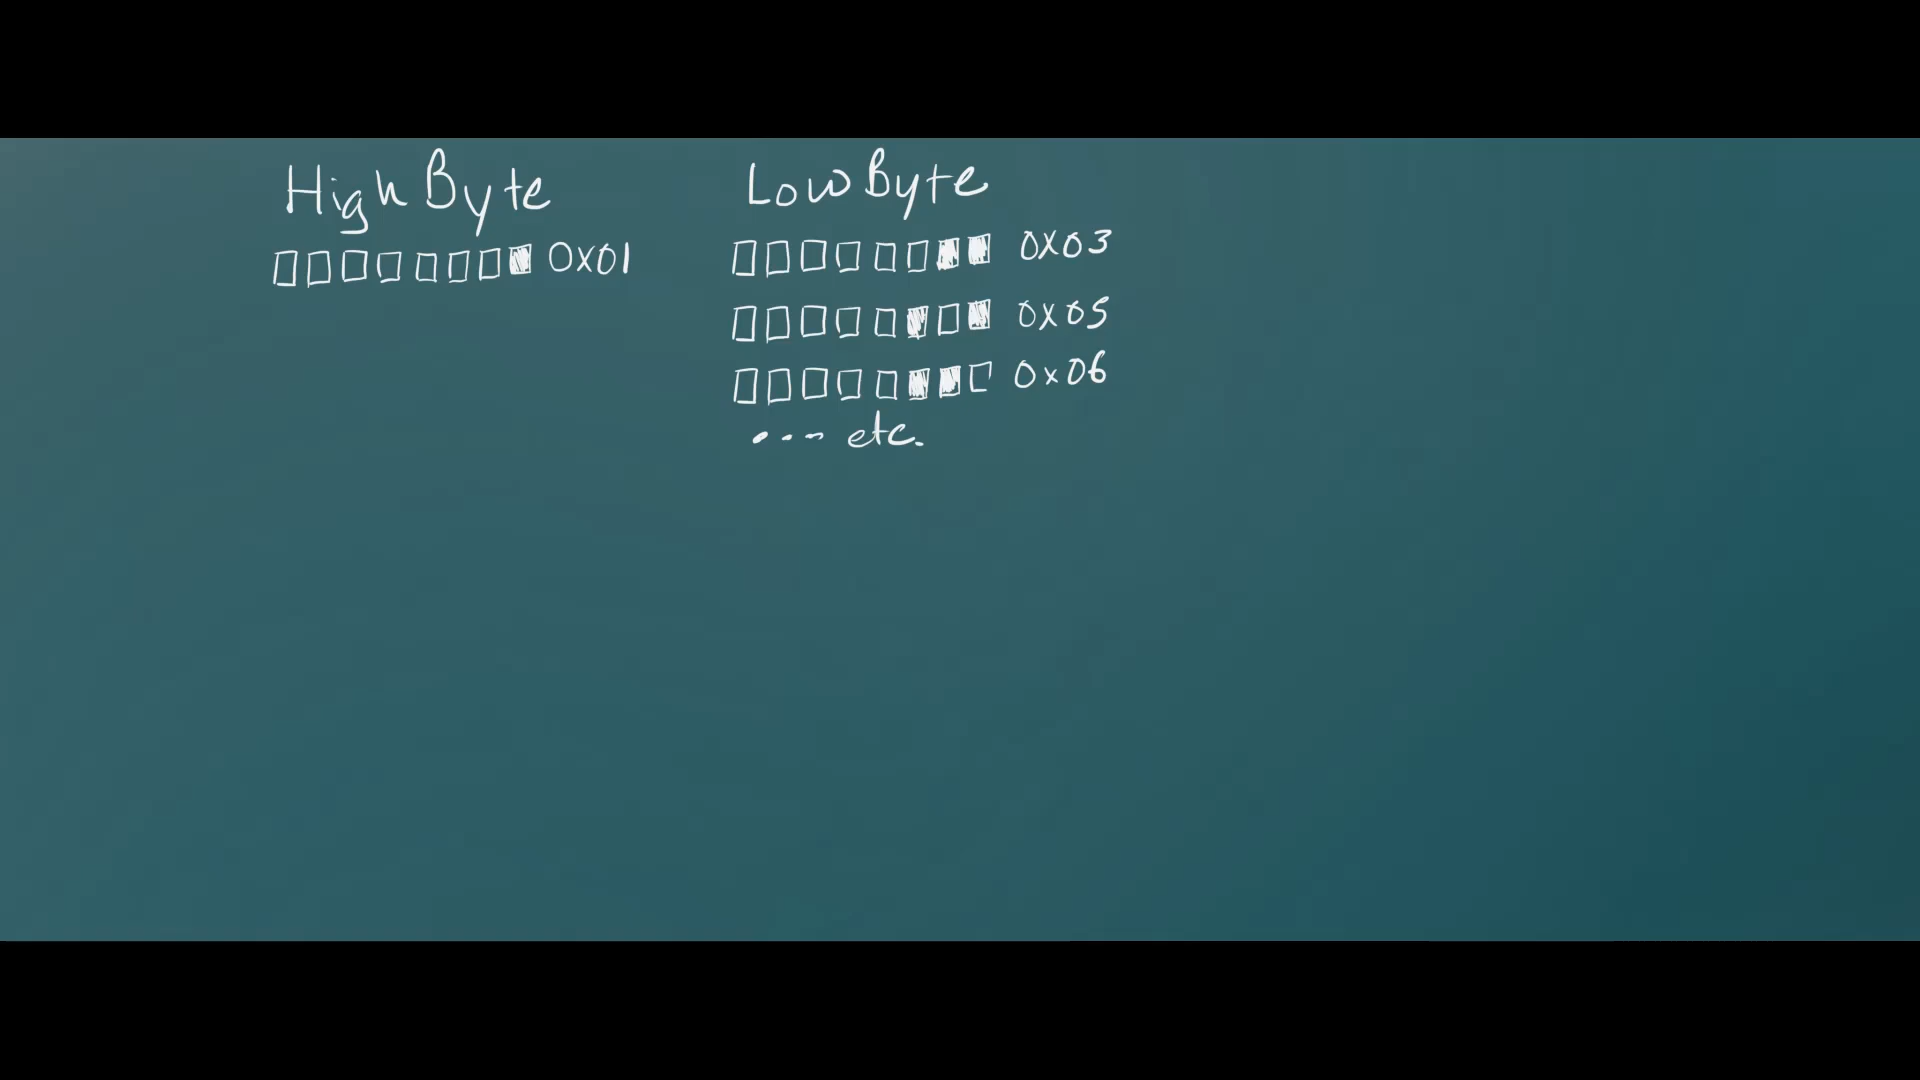 High Byte
0x01
Low Byte
0x03
0x05
0x06
.... etc.